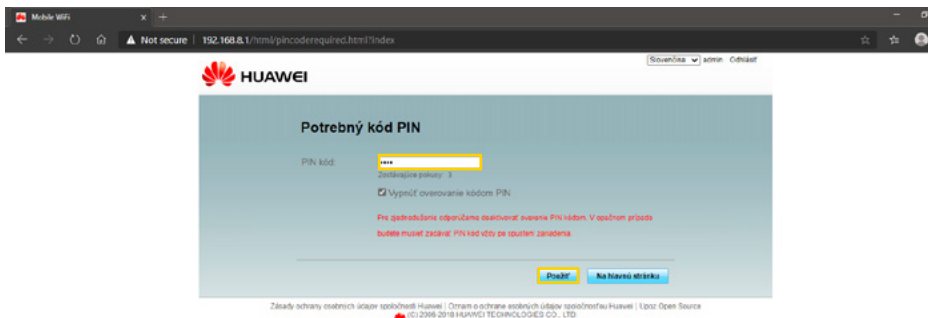 Mobile WiFi
Not secure | 192.168.8.1/html/pincoderequired.html?index
Slovenčina admin Odhlásiť
HUAWEI
Potrebný kód PIN
PIN kód: ••••
Zostávajúce pokusy: 3
Vypnúť overovanie kódom PIN
Pre zjednodušenie odporúčame deaktivovať overenie PIN kódom. V opačnom prípade
budete musieť zadávať PIN kód vždy po spustení zariadenia.
Použiť Na hlavnú stránku
Zásady ochrany osobných údajov spoločnosti Huawei | Oznam o ochrane osobných údajov spoločnosťou Huawei | Upoz Open Source
(C) 2006-2018 HUAWEI TECHNOLOGIES CO., LTD.